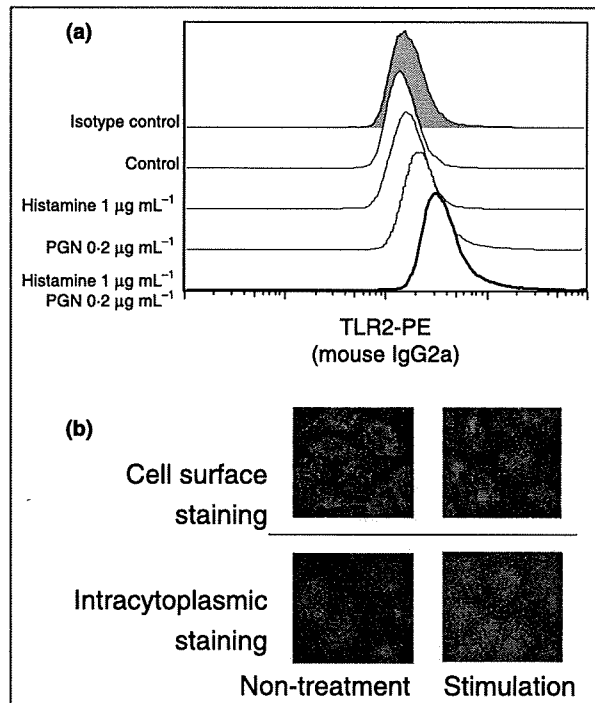 (a)
Isotype control
Control
Histamine 1 μg mL⁻¹
PGN 0·2 μg mL⁻¹
Histamine 1 μg mL⁻¹
PGN 0·2 μg mL⁻¹
TLR2-PE
(mouse IgG2a)
(b)
Cell surface
staining
Intracytoplasmic
staining
Non-treatment Stimulation